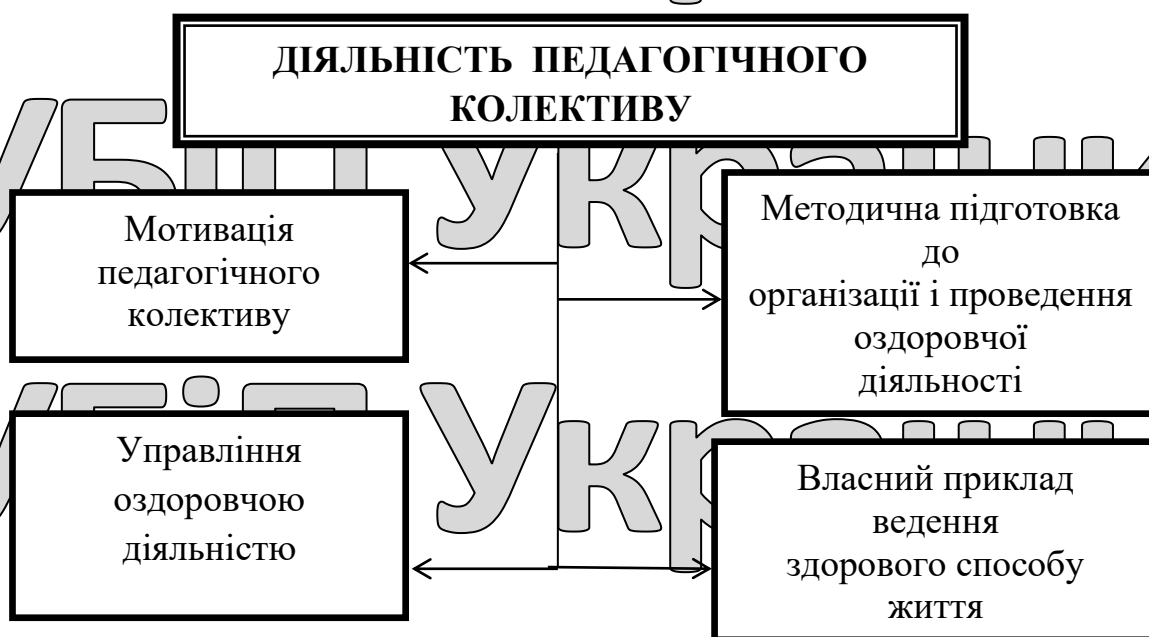 ДІЯЛЬНІСТЬ ПЕДАГОГІЧНОГО
КОЛЕКТИВУ
Мотивація
педагогічного
колективу
Методична підготовка
до
організації і проведення
оздоровчої
діяльності
Управління
оздоровчою
діяльністю
Власний приклад
ведення
здорового способу
життя